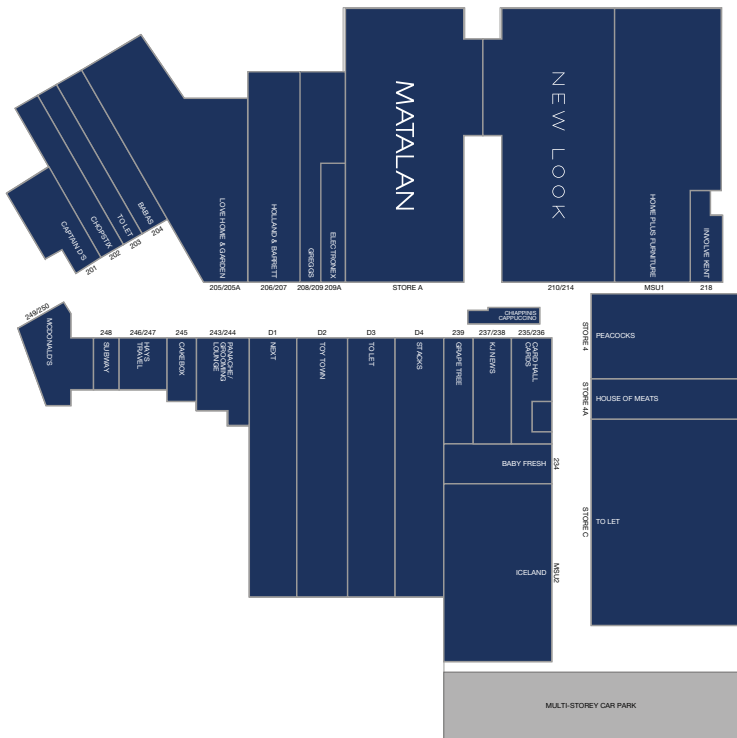 MATALAN
NEW LOOK
CAPTAIN D'S
CHOPSTIX
TO LET
BABAS
201
202
203
204
LOVE HOME & GARDEN
HOLLAND & BARRETT
GREGGS
ELECTRONEX
HOME PLUS FURNITURE
INVOLVE KENT
205/205A
206/207
208/209
209A
STORE A
210/214
MSU1
218
249/250
MCDONALD'S
248
SUBWAY
246/247
HAYS
TRAVEL
245
CAKEBOX
243/244
PANACHE/
GROOMING
LOUNGE
D1
NEXT
D2
TOY TOWN
D3
TO LET
D4
STACKS
CHIAPPINIS
CAPPUCCINO
239
GRAPE TREE
237/238
KJ NEWS
235/236
CARD HALL
CARDS
BABY FRESH
234
ICELAND
MSU2
STORE 4
PEACOCKS
STORE 4A
HOUSE OF MEATS
STORE C
TO LET
MULTI-STOREY CAR PARK